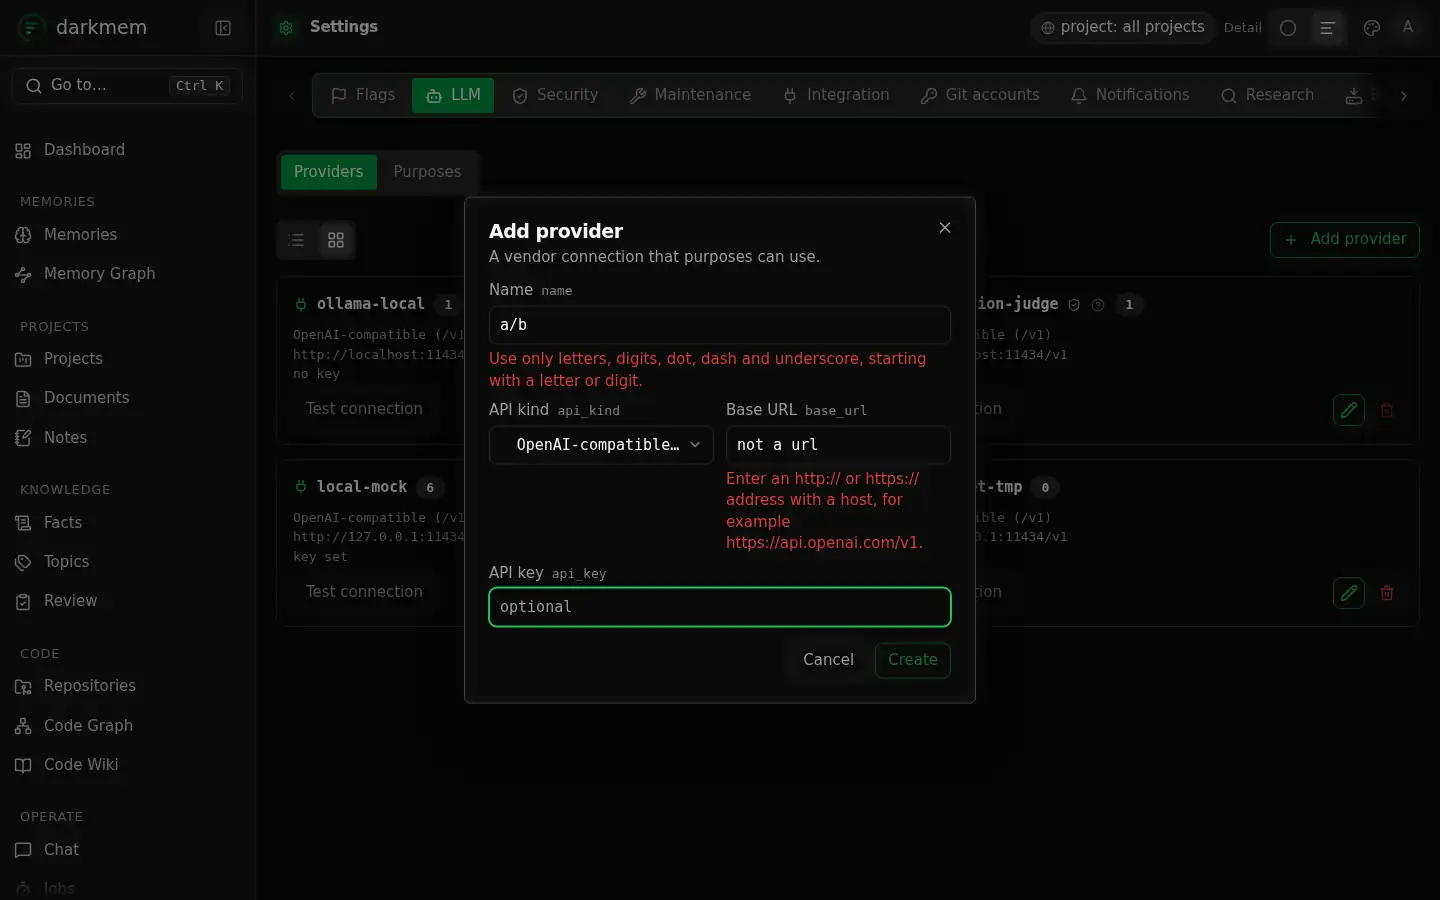 darkmem
Settings
project: all projects
Detail
A
Go to...
Ctrl K
Flags
LLM
Security
Maintenance
Integration
Git accounts
Notifications
Research
Dashboard
Providers
Purposes
MEMORIES
Memories
Memory Graph
Add provider
PROJECTS
Projects
Documents
Notes
KNOWLEDGE
Facts
Topics
Review
CODE
Repositories
Code Graph
Code Wiki
OPERATE
Chat
Jobs
ollama-local 1
OpenAI-compatible (/v1
http://localhost:11434
no key
Test connection
ion-judge 1
ible (/v1)
ost:11434/v1
ion
local-mock 6
OpenAI-compatible (/v1
http://127.0.0.1:11434
key set
Test connection
t-tmp 0
ible (/v1)
0.1:11434/v1
ion
Add provider
A vendor connection that purposes can use.
Name name
a/b
Use only letters, digits, dot, dash and underscore, starting
with a letter or digit.
API kind api_kind
Base URL base_url
OpenAI-compatible…
not a url
Enter an http:// or https://
address with a host, for
example
https://api.openai.com/v1.
API key api_key
optional
Cancel
Create